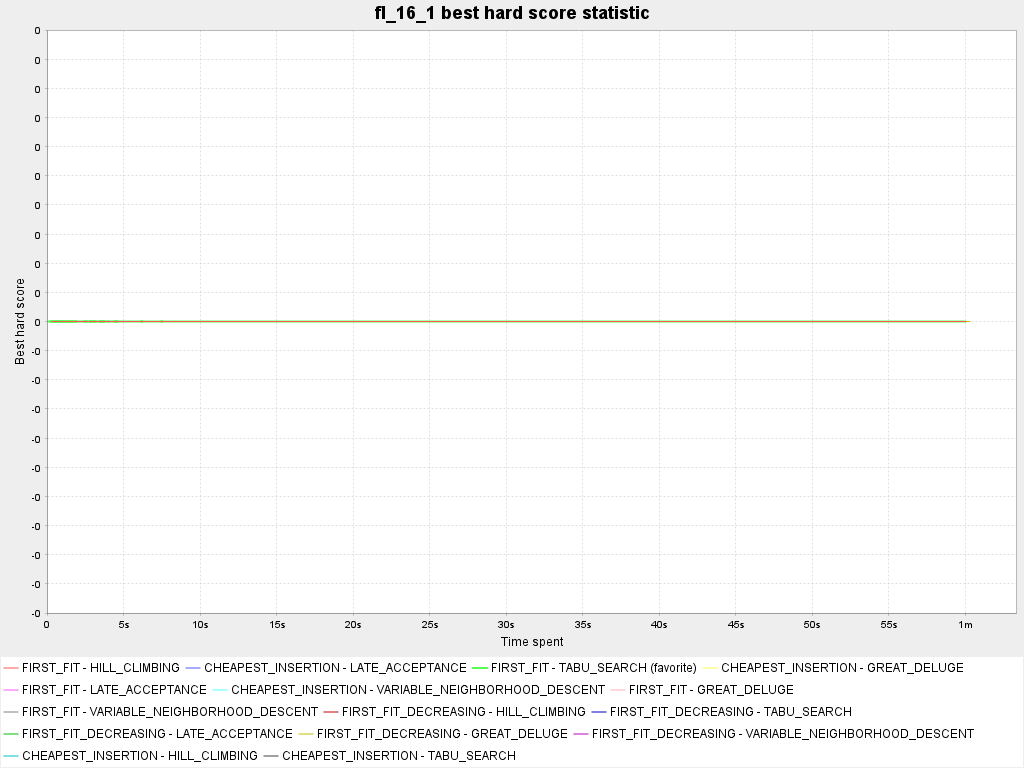 fl_16_1 best hard score statistic
0
0
0
0
0
0
0
0
0
0
0
-0
-0
-0
-0
-0
-0
-0
-0
-0
-0
Best hard score
0 5s 10s 15s 20s 25s 30s 35s 40s 45s 50s 55s 1m
Time spent
FIRST_FIT - HILL_CLIMBING CHEAPEST_INSERTION - LATE_ACCEPTANCE FIRST_FIT - TABU_SEARCH (favorite) CHEAPEST_INSERTION - GREAT_DELUGE
FIRST_FIT - LATE_ACCEPTANCE CHEAPEST_INSERTION - VARIABLE_NEIGHBORHOOD_DESCENT FIRST_FIT - GREAT_DELUGE
FIRST_FIT - VARIABLE_NEIGHBORHOOD_DESCENT FIRST_FIT_DECREASING - HILL_CLIMBING FIRST_FIT_DECREASING - TABU_SEARCH
FIRST_FIT_DECREASING - LATE_ACCEPTANCE FIRST_FIT_DECREASING - GREAT_DELUGE FIRST_FIT_DECREASING - VARIABLE_NEIGHBORHOOD_DESCENT
CHEAPEST_INSERTION - HILL_CLIMBING CHEAPEST_INSERTION - TABU_SEARCH